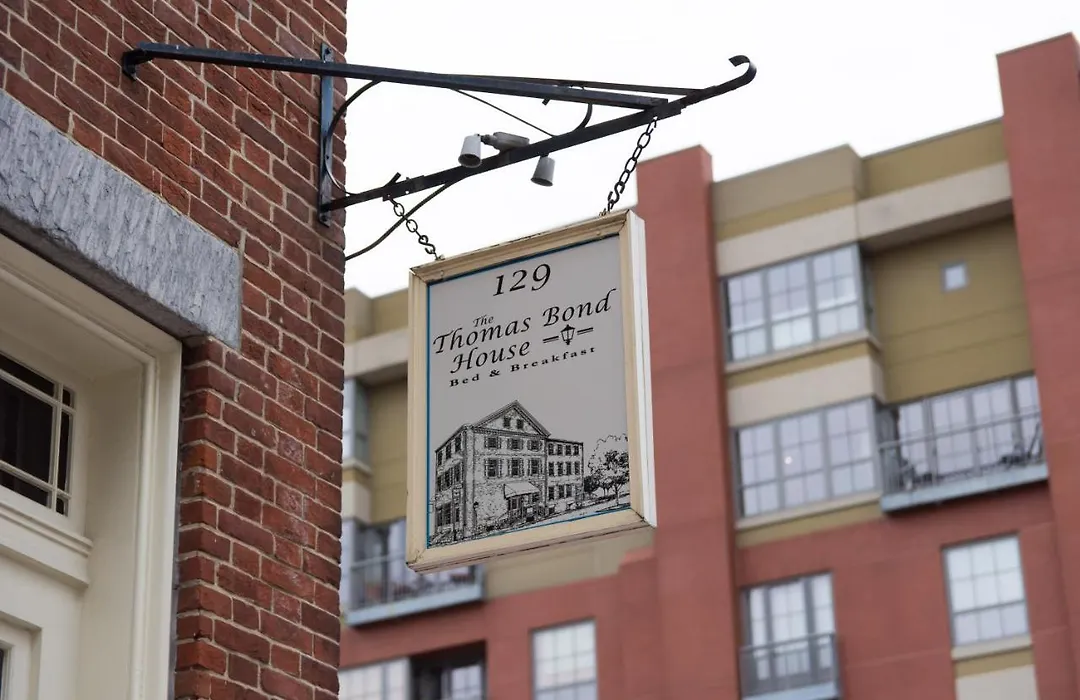 129
The
Thomas Bond
House
Bed & Breakfast